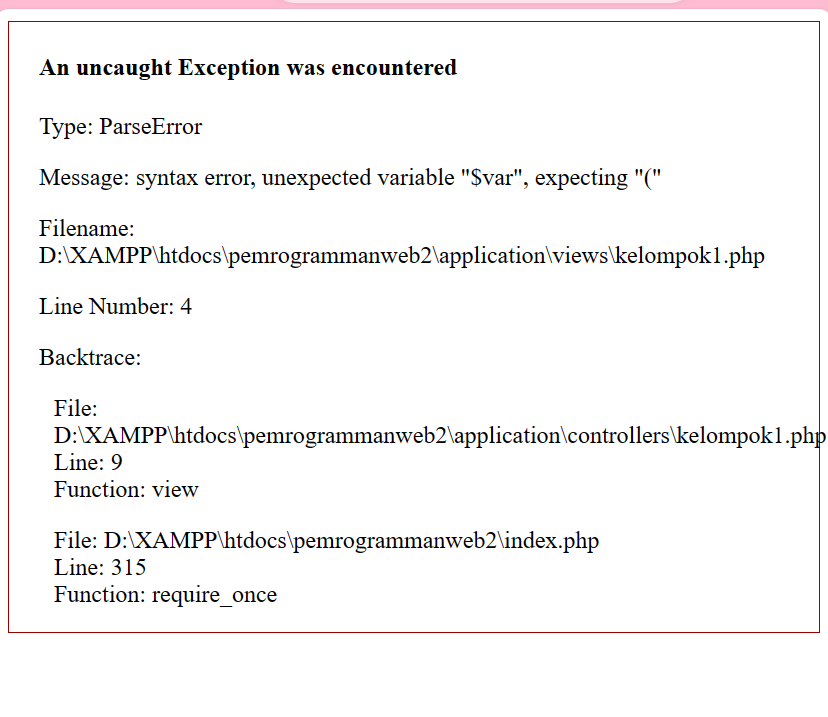 An uncaught Exception was encountered
Type: ParseError
Message: syntax error, unexpected variable "$var", expecting "("
Filename:
D:\XAMPP\htdocs\pemrogrammanweb2\application\views\kelompok1.php
Line Number: 4
Backtrace:
File:
D:\XAMPP\htdocs\pemrogrammanweb2\application\controllers\kelompok1.php
Line: 9
Function: view
File: D:\XAMPP\htdocs\pemrogrammanweb2\index.php
Line: 315
Function: require_once